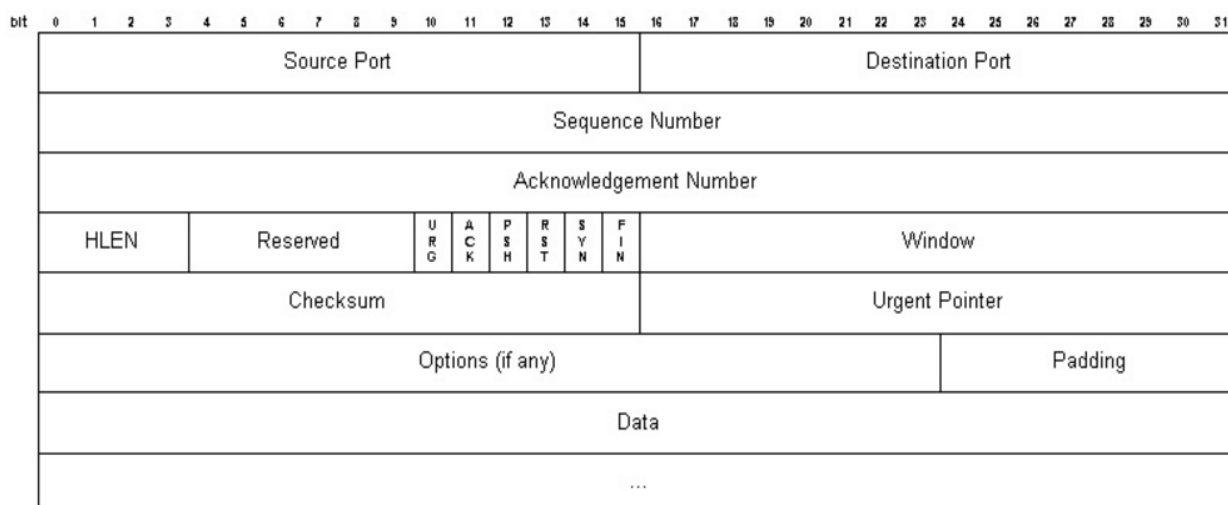 bit 0 1 2 3 4 5 6 7 8 9 10 11 12 13 14 15 16 17 18 19 20 21 22 23 24 25 26 27 28 29 30 31
Source Port Destination Port
Sequence Number
Acknowledgement Number
HLEN Reserved URG ACK PSH RST SYN FIN Window
Checksum Urgent Pointer
Options (if any) Padding
Data
...